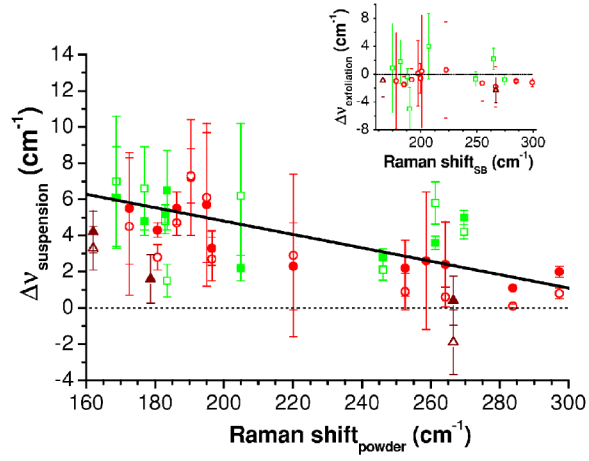 14
12
10
8
6
4
2
0
-2
-4
Δν_suspension (cm⁻¹)
160 180 200 220 240 260 280 300
Raman shift_powder (cm⁻¹)
8
4
0
-4
-8
Δν_exfoliation (cm⁻¹)
200 250 300
Raman shift_SB (cm⁻¹)